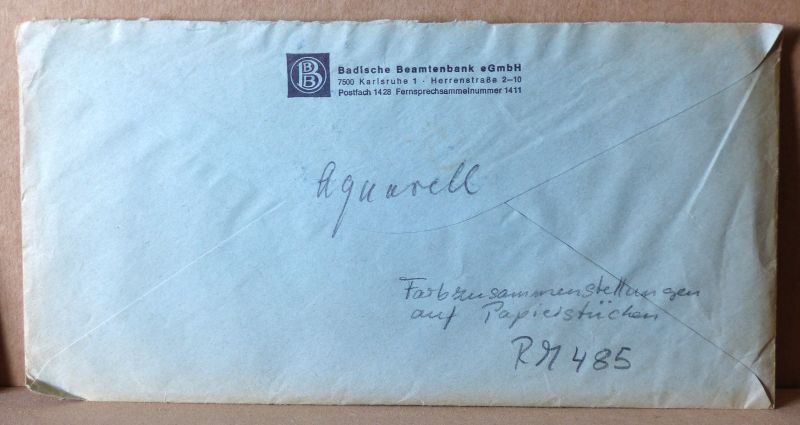 BB
Badische Beamtenbank eGmbH
7500 Karlsruhe 1 · Herrenstraße 2–10
Postfach 1428 Fernsprechsammelnummer 1411
Aquarell
Farbzusammenstellungen
auf Papierstücken
RM 485